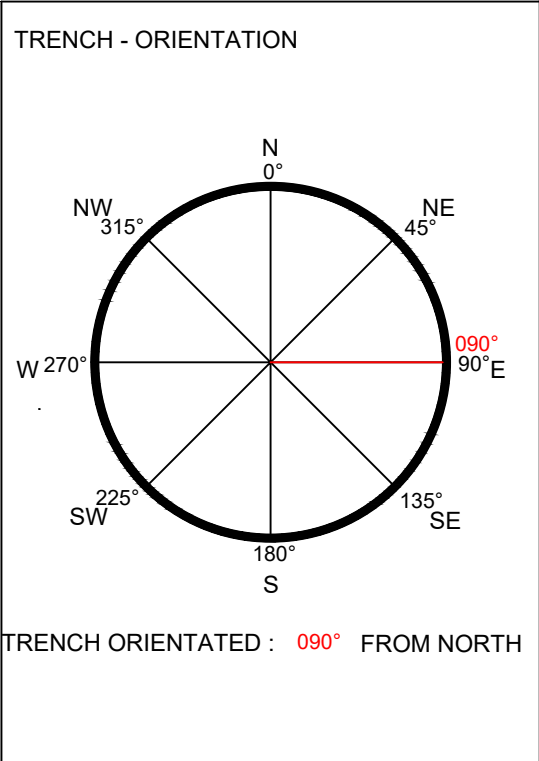 TRENCH - ORIENTATION
N
0°
NW
NE
315°
45°
090°
W 270°
90° E
225°
135°
SW
SE
180°
S
TRENCH ORIENTATED : 090° FROM NORTH